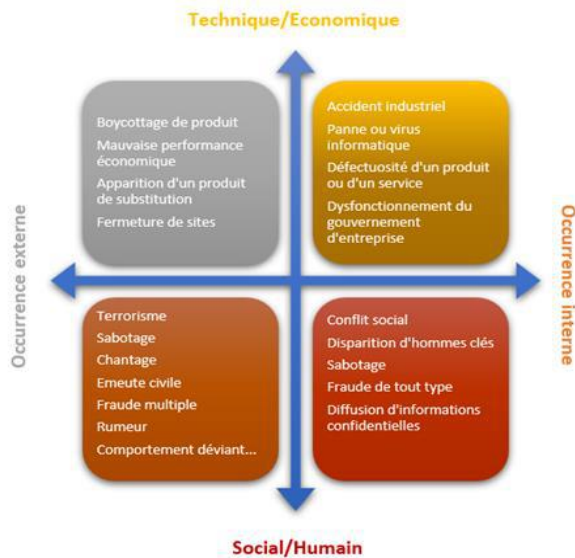 Technique/Economique
Boycottage de produit
Mauvaise performance
économique
Apparition d'un produit
de substitution
Fermeture de sites
Accident industriel
Panne ou virus
informatique
Défectuosité d'un produit
ou d'un service
Dysfonctionnement du
gouvernement
d'entreprise
Occurrence externe
Occurrence interne
Terrorisme
Sabotage
Chantage
Emeute civile
Fraude multiple
Rumeur
Comportement déviant...
Conflit social
Disparition d'hommes clés
Sabotage
Fraude de tout type
Diffusion d'informations
confidentielles
Social/Humain